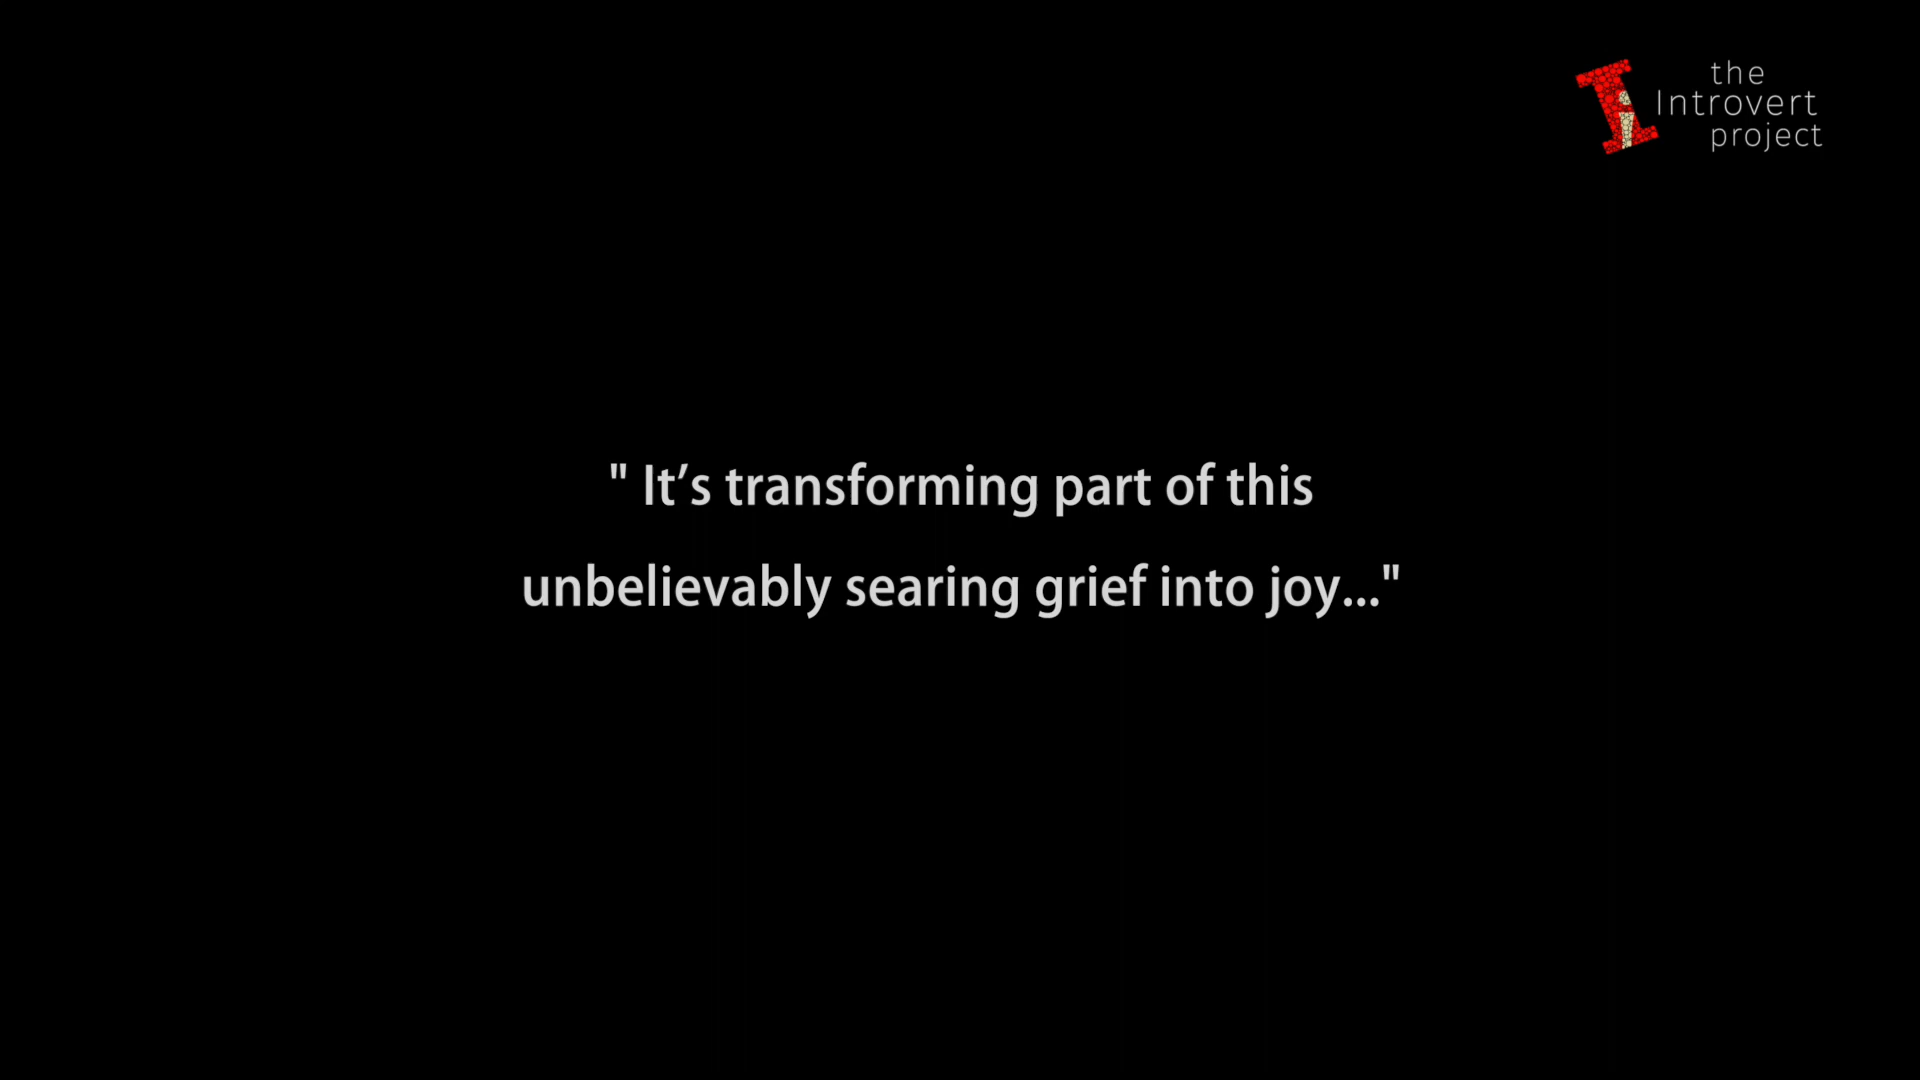 the
Introvert
project
" It’s transforming part of this
unbelievably searing grief into joy..."